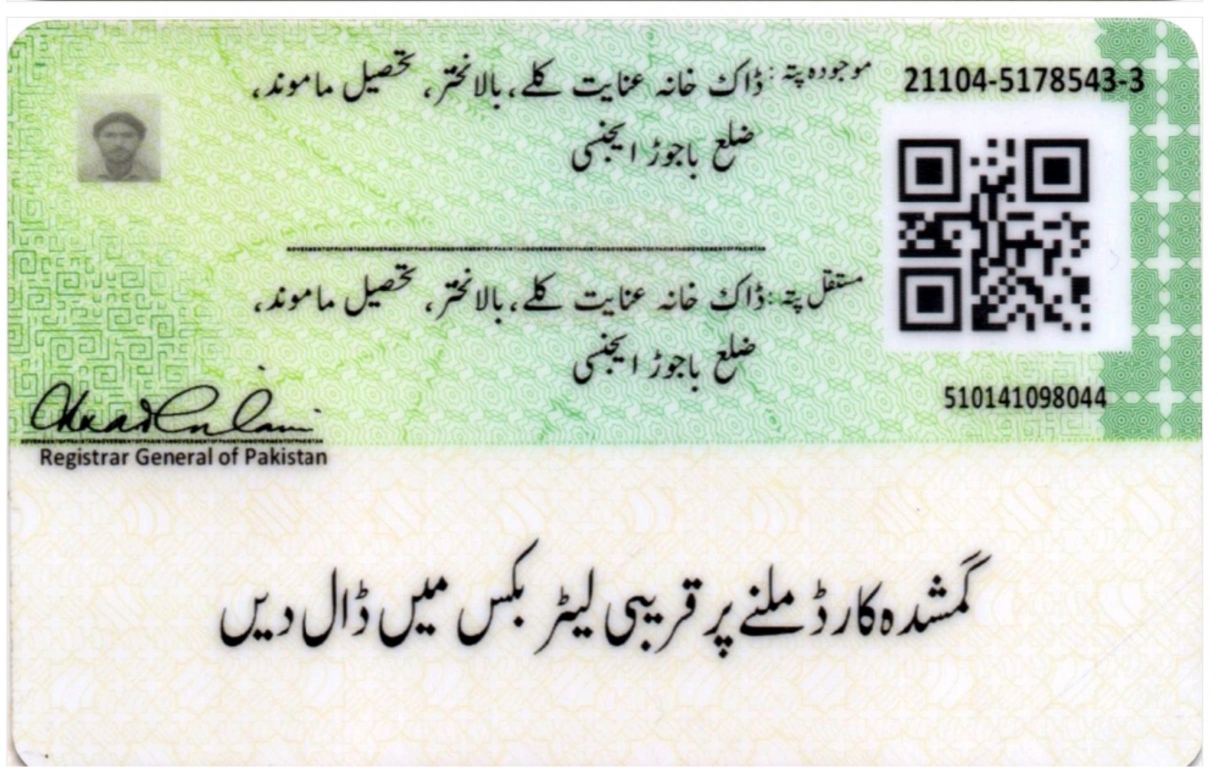 موجودہ پتہ: ڈاک خانہ عنایت کلے، بالانختر، تحصیل ماموند،
21104-5178543-3
ضلع باجوڑ ایجنسی
مستقل پتہ: ڈاک خانہ عنایت کلے، بالانختر، تحصیل ماموند،
ضلع باجوڑ ایجنسی
510141098044
Registrar General of Pakistan
گمشدہ کارڈ ملنے پر قریبی لیٹر بکس میں ڈال دیں